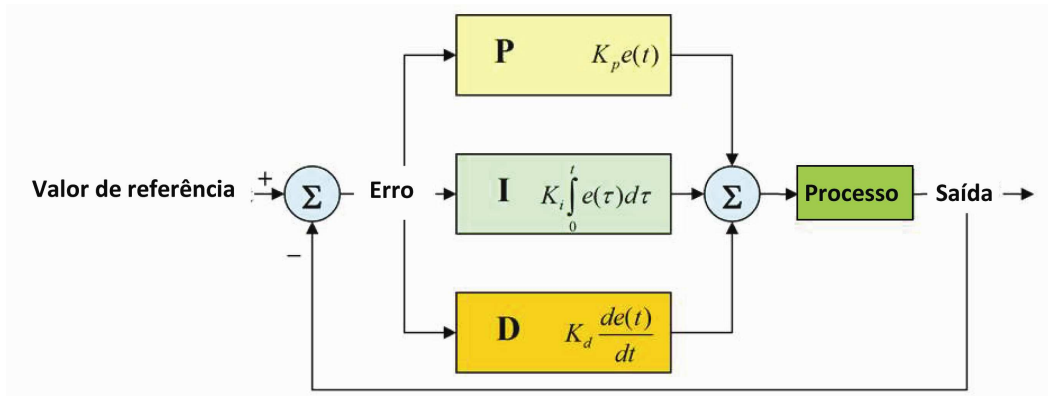 P K_p e(t)
Valor de referência + Σ Erro I K_i ∫_0^t e(τ)dτ Σ Processo Saída
−
D K_d de(t)/dt